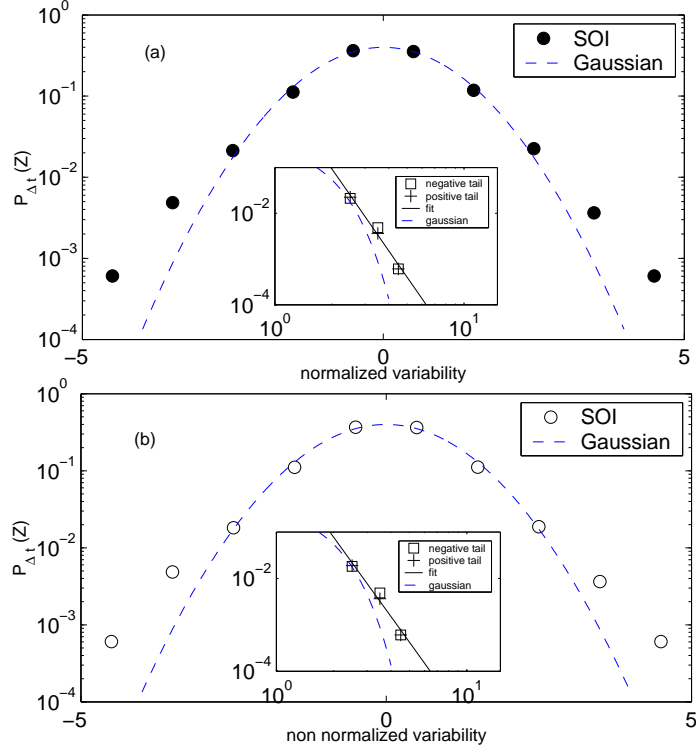 10^0
(a)
SOI
Gaussian
10^-1
P_Δt(Z)
10^-2
10^-3
10^-4
10^-2
10^-4
negative tail
positive tail
fit
gaussian
10^0
10^1
-5
0
5
normalized variability
10^0
(b)
SOI
Gaussian
10^-1
P_Δt(Z)
10^-2
10^-3
10^-4
10^-2
10^-4
negative tail
positive tail
fit
gaussian
10^0
10^1
-5
0
5
non normalized variability